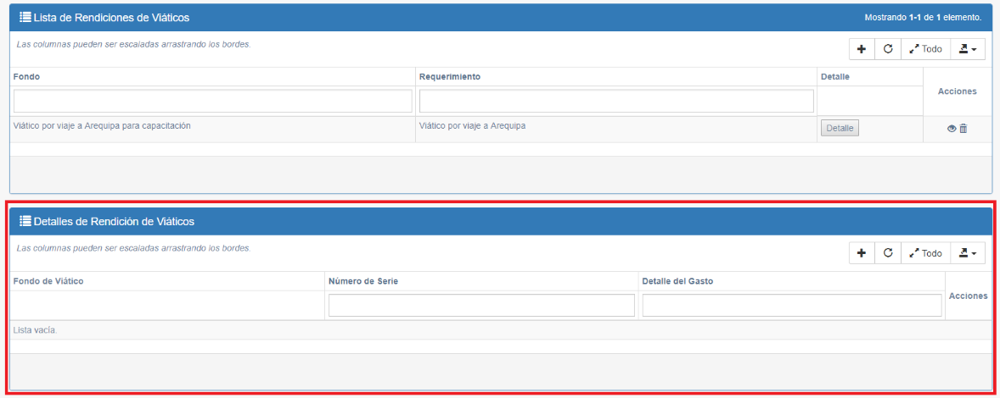 Lista de Rendiciones de Viáticos
Mostrando 1-1 de 1 elemento.
Las columnas pueden ser escaladas arrastrando los bordes.
Todo
Fondo Requerimiento Detalle
Acciones
Viático por viaje a Arequipa para capacitación Viático por viaje a Arequipa Detalle
Detalles de Rendición de Viáticos
Las columnas pueden ser escaladas arrastrando los bordes.
Todo
Fondo de Viático Número de Serie Detalle del Gasto
Acciones
Lista vacía.